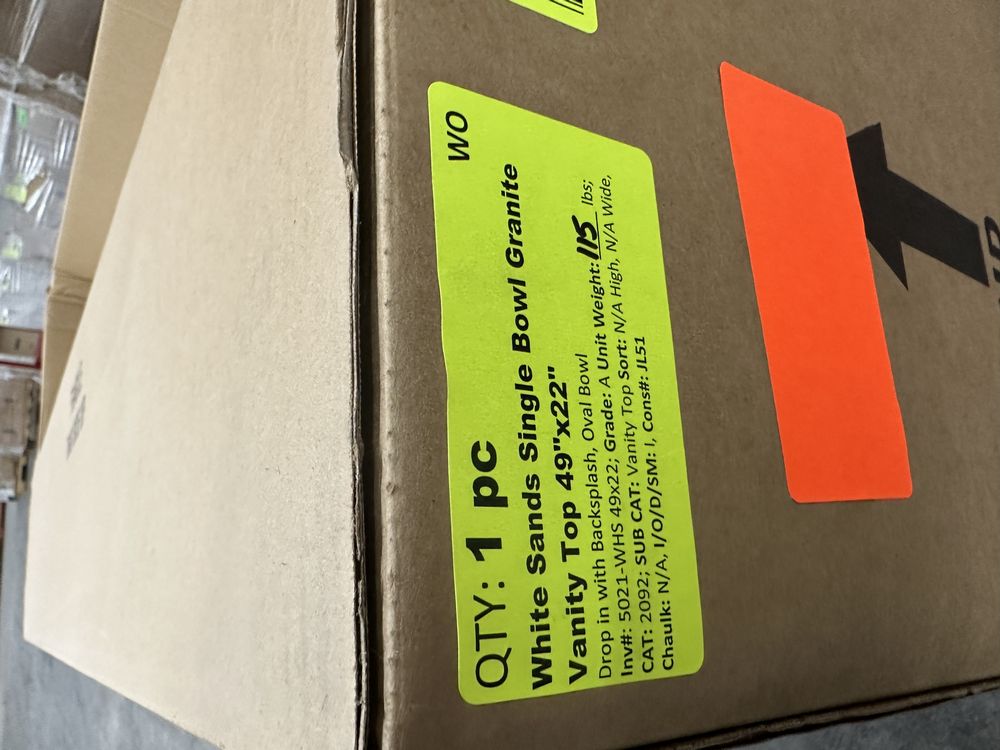 WO
QTY: 1 pc
White Sands Single Bowl Granite
Vanity Top 49"x22"
Drop in with Backsplash, Oval Bowl
Inv#: 5021-WHS 49x22; Grade: A Unit Weight: 115 lbs;
CAT: 2092; SUB CAT: Vanity Top Sort: N/A High, N/A Wide,
Chaulk: N/A, I/O/D/SM: I, Cons#: JL51